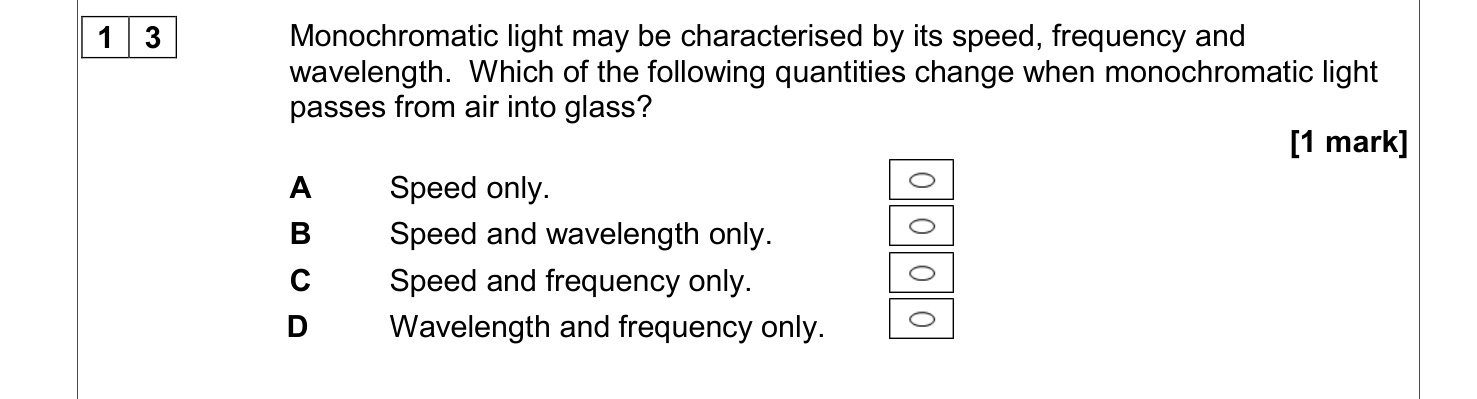 1 3 Monochromatic light may be characterised by its speed, frequency and
wavelength. Which of the following quantities change when monochromatic light
passes from air into glass?
[1 mark]
A Speed only.
B Speed and wavelength only.
C Speed and frequency only.
D Wavelength and frequency only.